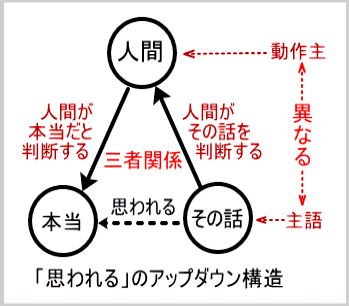 人間
動作主
人間が
本当だと
判断する
人間が
その話を
判断する
異なる
三者関係
思われる
本当
その話
主語
「思われる」のアップダウン構造